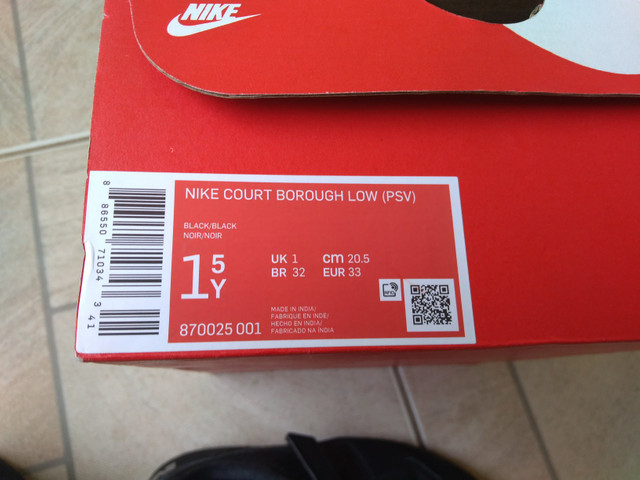 NIKE
NIKE COURT BOROUGH LOW (PSV)
BLACK/BLACK
NOIR/NOIR
1 5 Y
UK 1 cm 20.5
BR 32 EUR 33
MADE IN INDIA/
FABRIQUE EN INDE/
HECHO EN INDIA/
FABRICADO NA ÍNDIA
870025 001
8 86550 71034 3 41